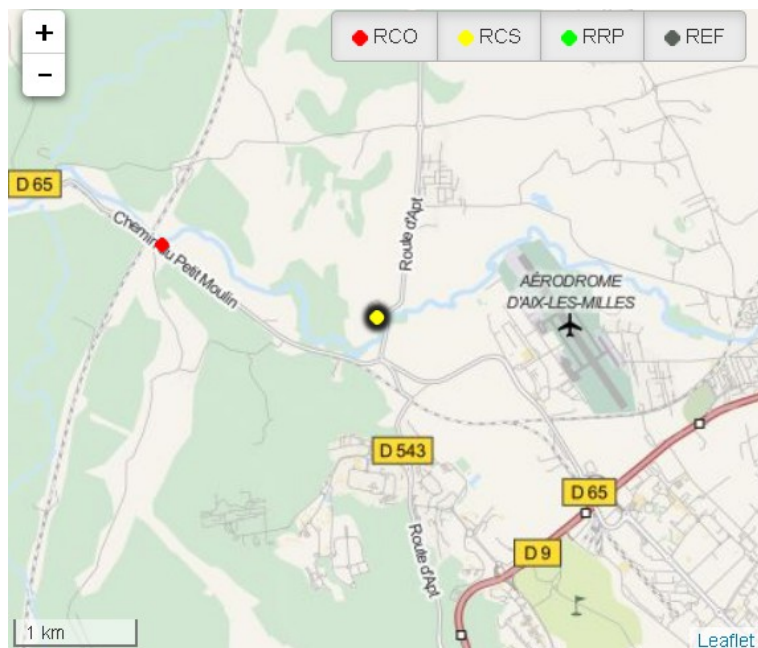 +
−
RCO RCS RRP REF
D 65
Chemin du Petit Moulin
Route d'Apt
AÉRODROME
D'AIX-LES-MILLES
D 543
D 65
Route d'Apt
D 9
1 km
Leaflet